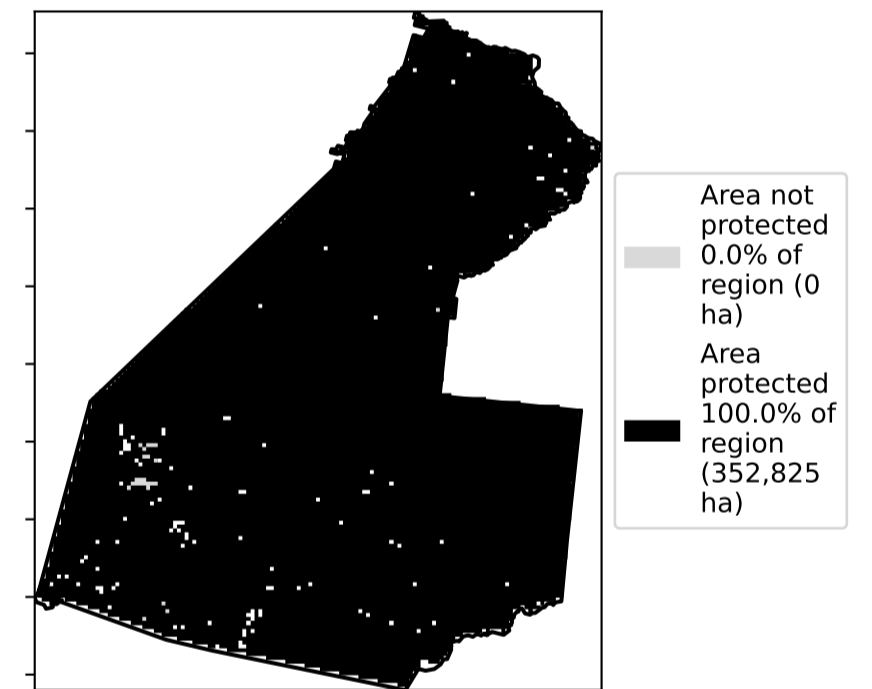 Area not
protected
0.0% of
region (0
ha)
Area
protected
100.0% of
region
(352,825
ha)